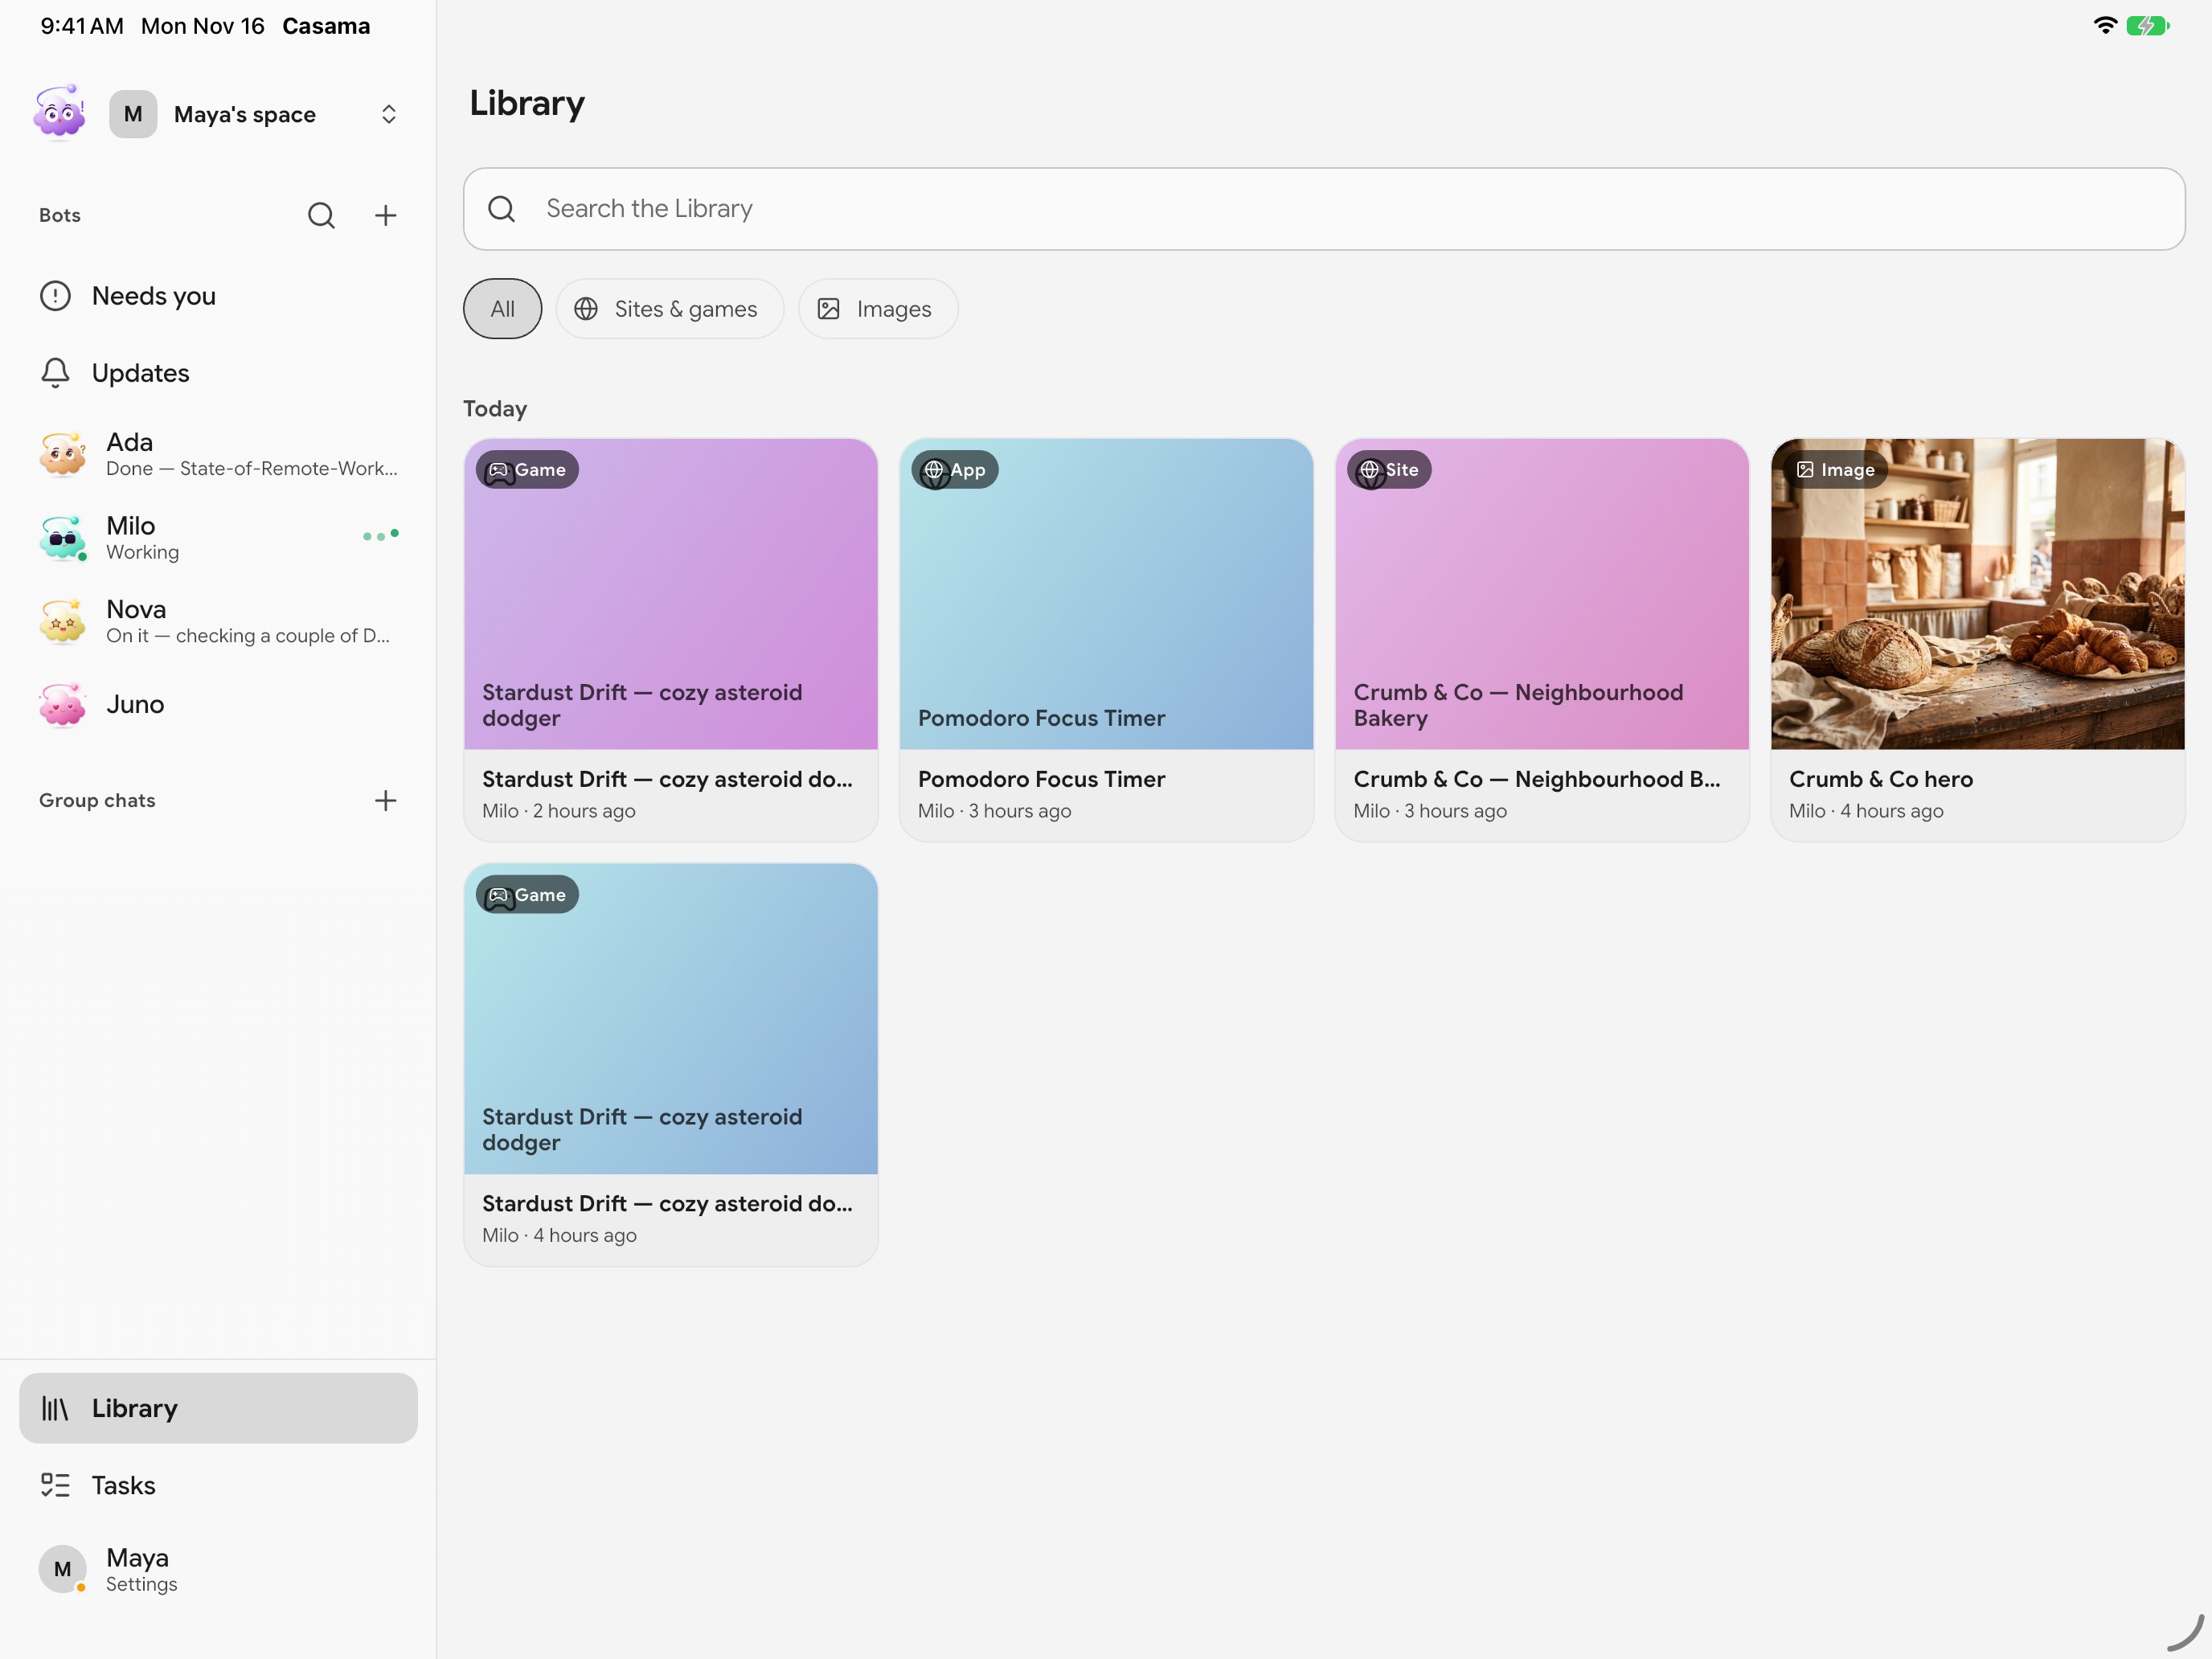 9:41 AM Mon Nov 16 Casama
M Maya's space
Bots
Needs you
Updates
Ada
Done — State-of-Remote-Work...
Milo
Working
Nova
On it — checking a couple of D...
Juno
Group chats
Library
Tasks
M
Maya
Settings
Library
Search the Library
All
Sites & games
Images
Today
Game
Stardust Drift — cozy asteroid
dodger
Stardust Drift — cozy asteroid do...
Milo · 2 hours ago
App
Pomodoro Focus Timer
Pomodoro Focus Timer
Milo · 3 hours ago
Site
Crumb & Co — Neighbourhood
Bakery
Crumb & Co — Neighbourhood B...
Milo · 3 hours ago
Image
Crumb & Co hero
Milo · 4 hours ago
Game
Stardust Drift — cozy asteroid
dodger
Stardust Drift — cozy asteroid do...
Milo · 4 hours ago